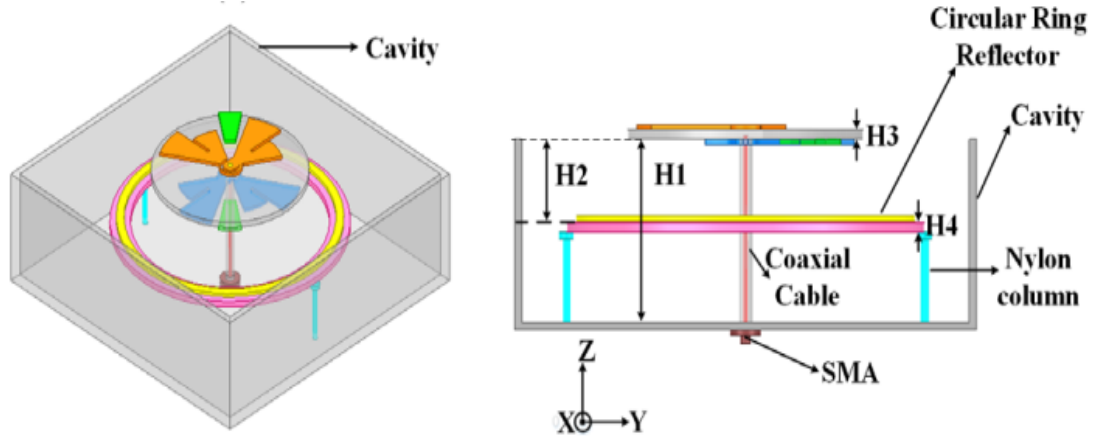 Cavity
Circular Ring
Reflector
Cavity
H3
H2
H1
H4
Coaxial
Cable
Nylon
column
SMA
Z
X
Y